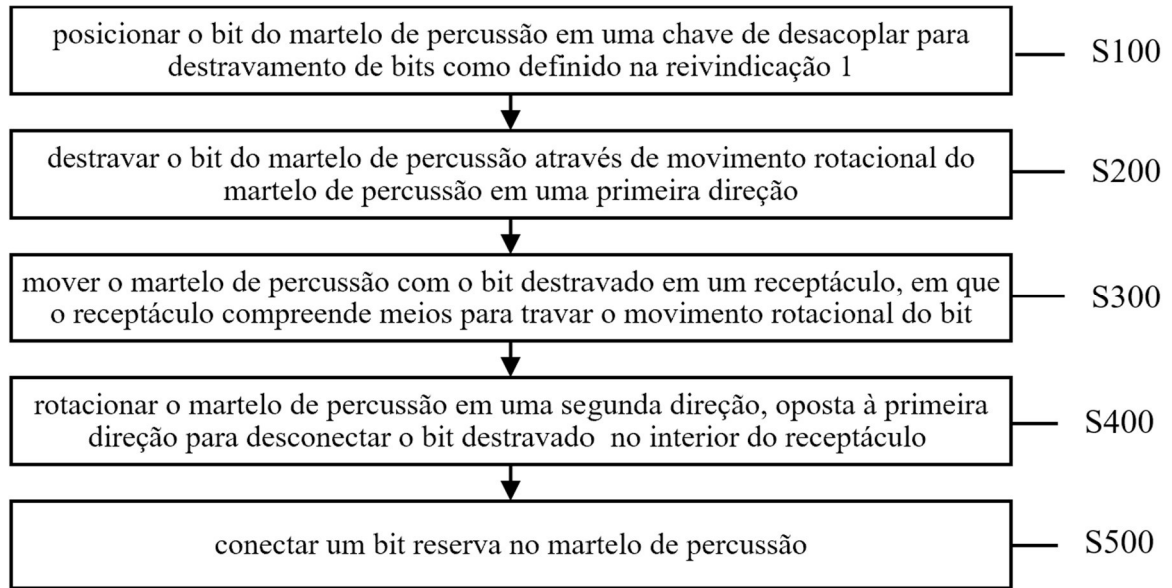 posicionar o bit do martelo de percussão em uma chave de desacoplar para
destravamento de bits como definido na reivindicação 1
S100
destravar o bit do martelo de percussão através de movimento rotacional do
martelo de percussão em uma primeira direção
S200
mover o martelo de percussão com o bit destravado em um receptáculo, em que
o receptáculo compreende meios para travar o movimento rotacional do bit
S300
rotacionar o martelo de percussão em uma segunda direção, oposta à primeira
direção para desconectar o bit destravado no interior do receptáculo
S400
conectar um bit reserva no martelo de percussão
S500